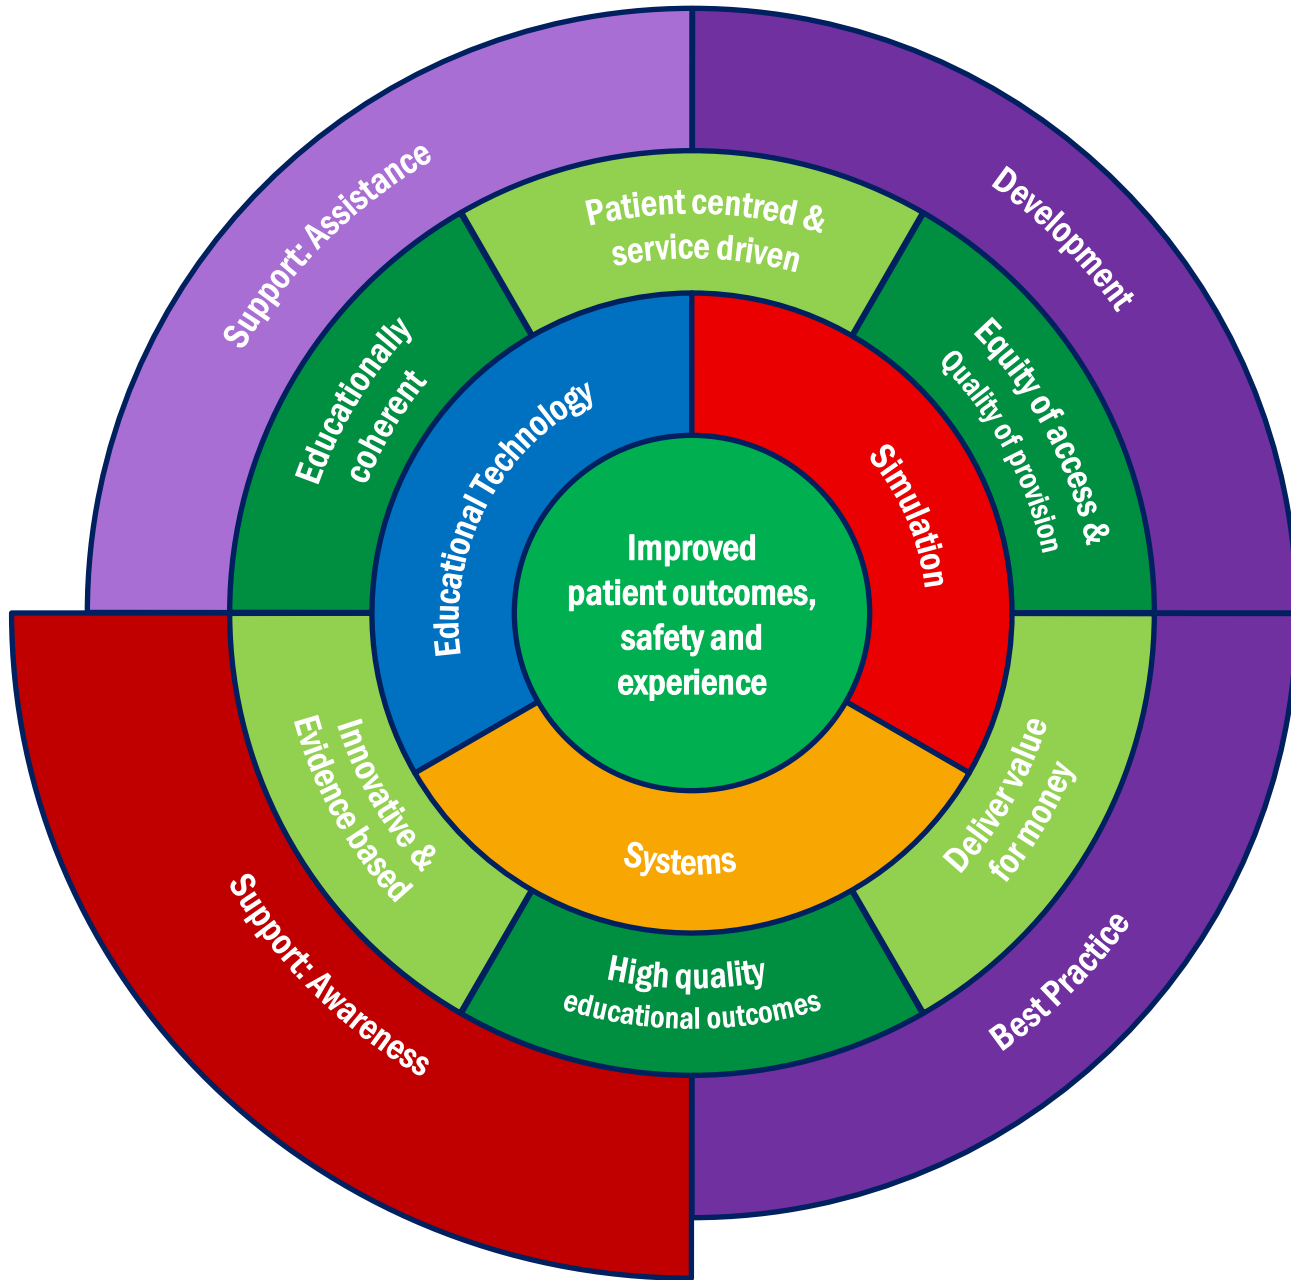 Support: Assistance
Development
Patient centred &
service driven
Educationally
coherent
Equity of access &
Quality of provision
Educational Technology
Simulation
Improved
patient outcomes,
safety and
experience
Innovative &
Evidence based
Deliver value
for money
Systems
High quality
educational outcomes
Support: Awareness
Best Practice